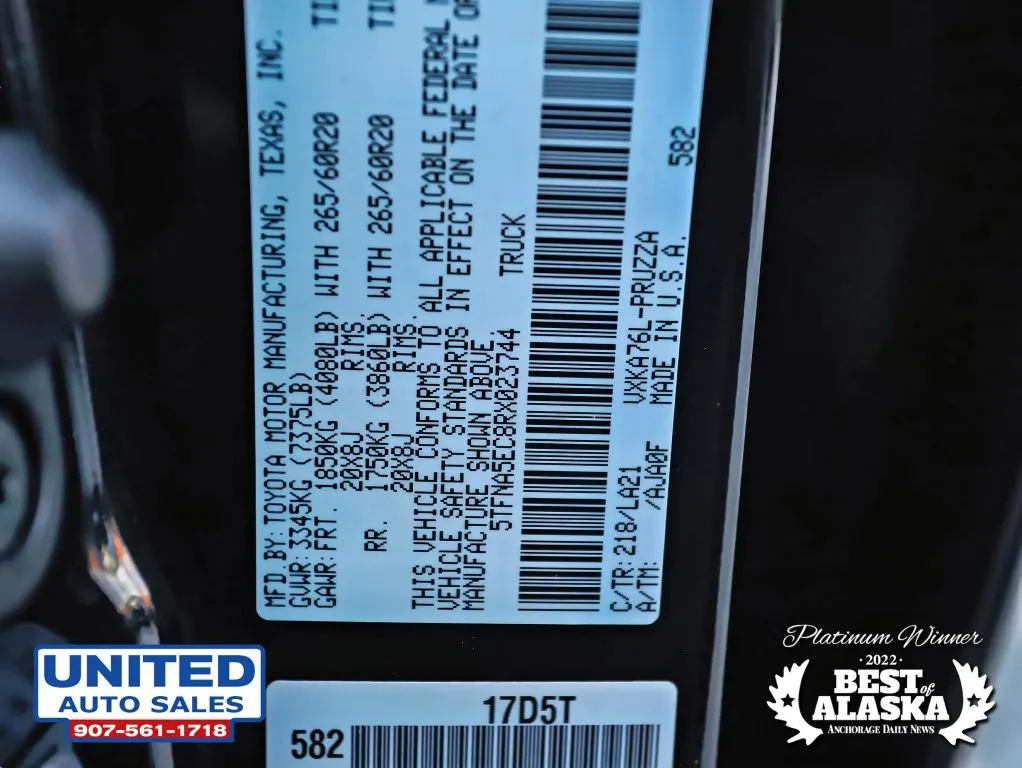 MFD.BY:TOYOTA MOTOR MANUFACTURING, TEXAS, INC.
GVWR:3345KG (7375LB)
GAWR:FRT. 1850KG (4080LB) WITH 265/60R20 TI
20X8J RIMS,
RR. 1750KG (3860LB) WITH 265/60R20 TI
20X8J RIMS.
THIS VEHICLE CONFORMS TO ALL APPLICABLE FEDERAL
VEHICLE SAFETY STANDARDS IN EFFECT ON THE DATE
MANUFACTURE SHOWN ABOVE.
5TFNA5EC8RX023744 TRUCK
C/TR:218/LA21 VXKA76L-PRUZZA
A/TM: /AJA0F MADE IN U.S.A. 582
17D5T
582
UNITED
AUTO SALES
907-561-1718
Platinum Winner
·2022·
BEST of
ALASKA
ANCHORAGE DAILY NEWS